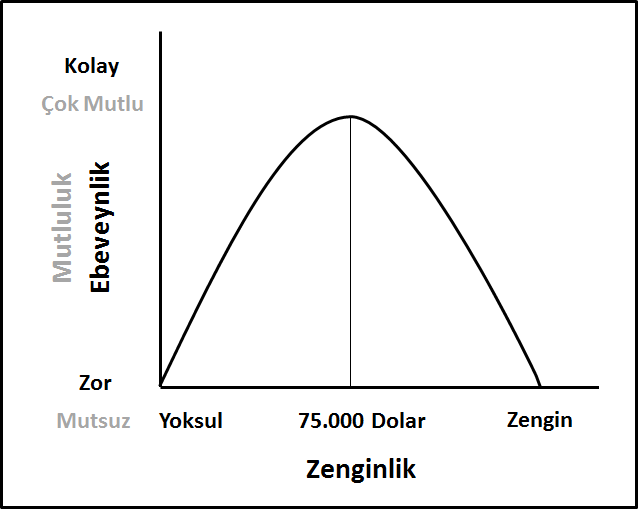 Kolay
Çok Mutlu
Mutluluk
Ebeveynlik
Zor
Mutsuz
Yoksul
75.000 Dolar
Zengin
Zenginlik